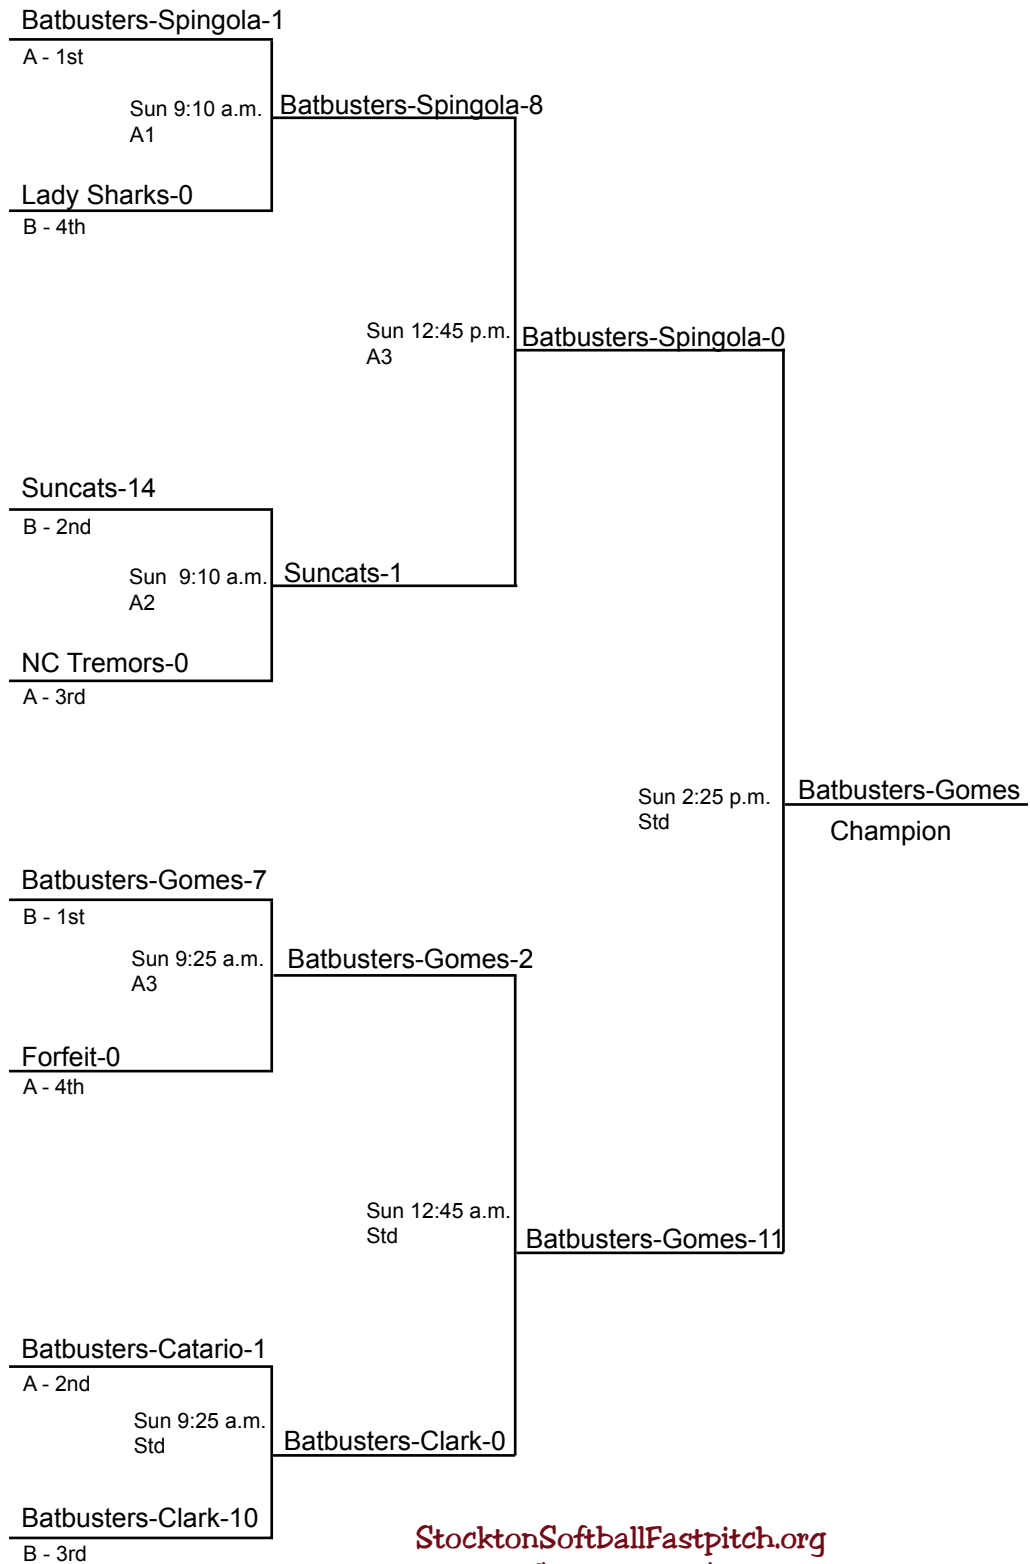 Batbusters-Spingola-1
A - 1st
Sun 9:10 a.m.
A1
Batbusters-Spingola-8
Lady Sharks-0
B - 4th
Sun 12:45 p.m.
A3
Batbusters-Spingola-0
Suncats-14
B - 2nd
Sun  9:10 a.m.
A2
Suncats-1
NC Tremors-0
A - 3rd
Sun 2:25 p.m.
Std
Batbusters-Gomes
Champion
Batbusters-Gomes-7
B - 1st
Sun 9:25 a.m.
A3
Batbusters-Gomes-2
Forfeit-0
A - 4th
Sun 12:45 a.m.
Std
Batbusters-Gomes-11
Batbusters-Catario-1
A - 2nd
Sun 9:25 a.m.
Std
Batbusters-Clark-0
Batbusters-Clark-10
B - 3rd
StocktonSoftballFastpitch.org